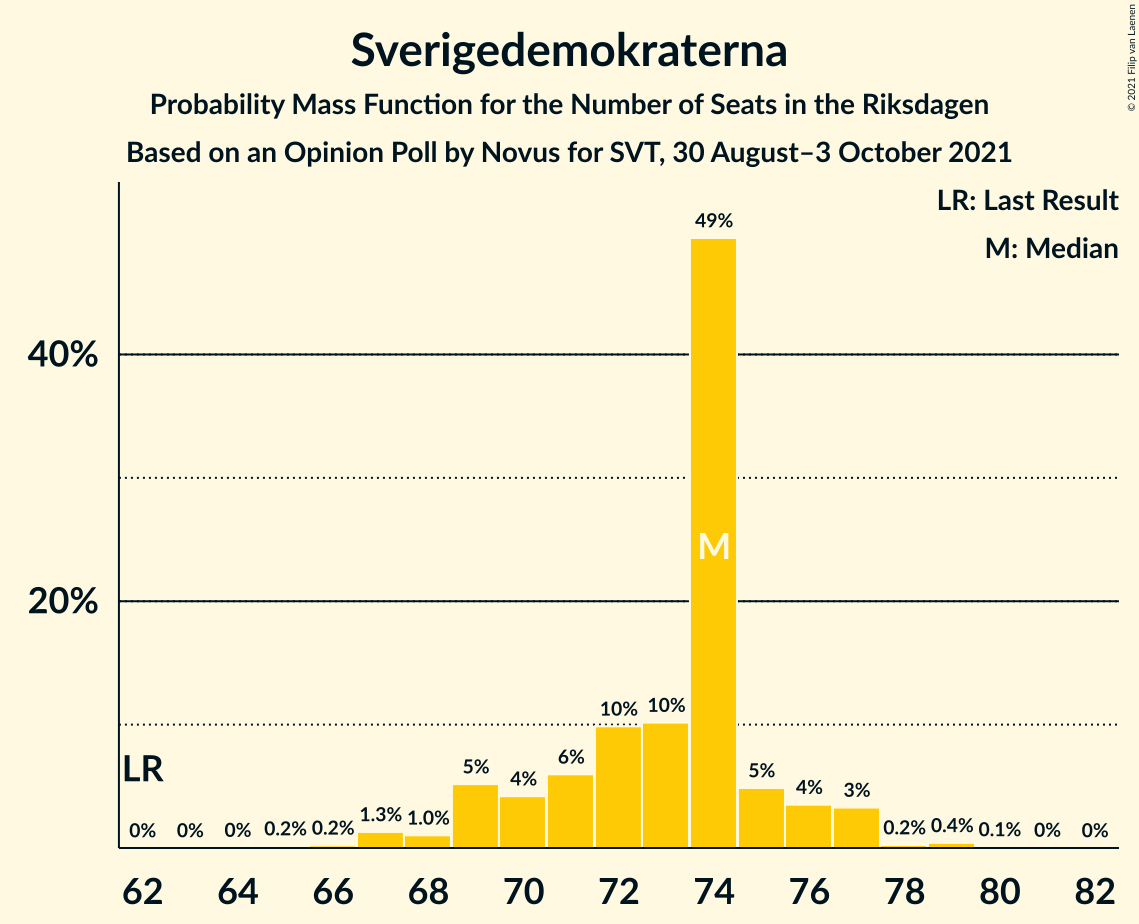 Sverigedemokraterna
Probability Mass Function for the Number of Seats in the Riksdagen
Based on an Opinion Poll by Novus for SVT, 30 August–3 October 2021
© 2021 Filip van Laenen
LR: Last Result
M: Median
40%
20%
LR
M
0%
0%
0%
0.2%
0.2%
1.3%
1.0%
5%
4%
6%
10%
10%
49%
5%
4%
3%
0.2%
0.4%
0.1%
0%
0%
62 64 66 68 70 72 74 76 78 80 82